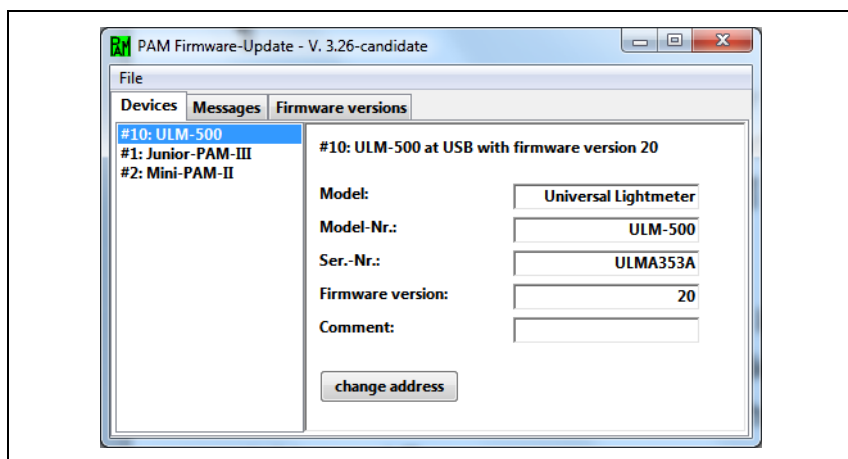 PAM Firmware-Update - V. 3.26-candidate
File
Devices Messages Firmware versions
#10: ULM-500
#1: Junior-PAM-III
#2: Mini-PAM-II
#10: ULM-500 at USB with firmware version 20
Model: Universal Lightmeter
Model-Nr.: ULM-500
Ser.-Nr.: ULMA353A
Firmware version: 20
Comment:
change address